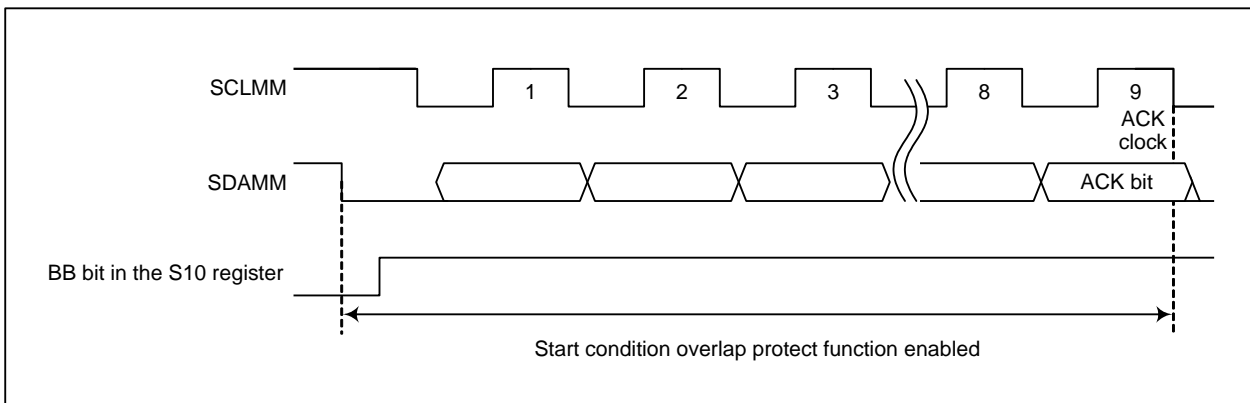 SCLMM
1 2 3 8 9
ACK
clock
SDAMM
ACK bit
BB bit in the S10 register
Start condition overlap protect function enabled